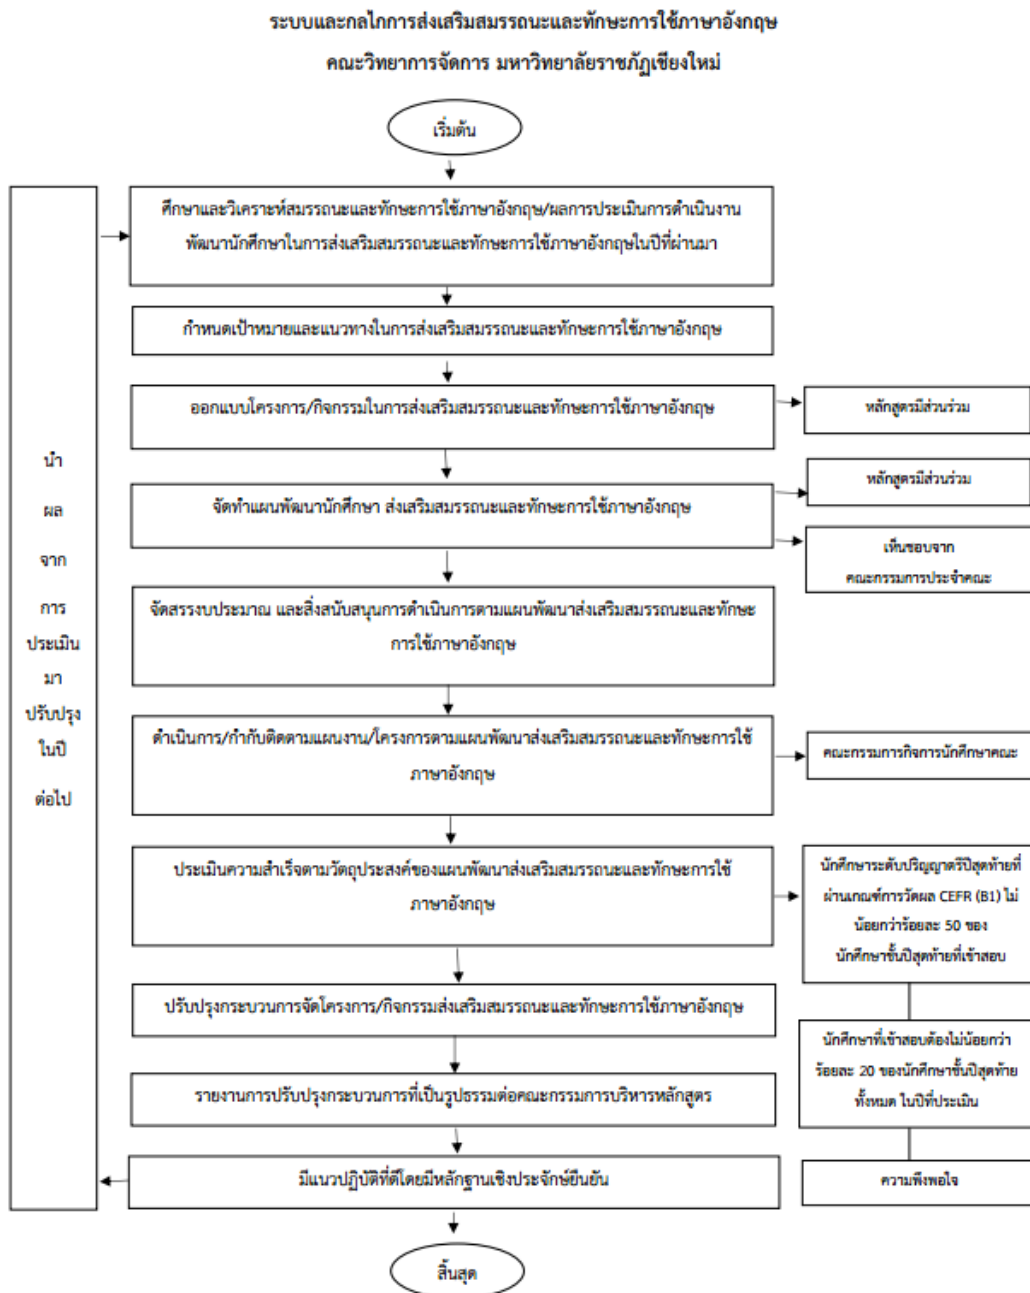 ระบบและกลไกการส่งเสริมสมรรถนะและทักษะการใช้ภาษาอังกฤษ
คณะวิทยาการจัดการ มหาวิทยาลัยราชภัฏเชียงใหม่
เริ่มต้น
ศึกษาและวิเคราะห์สมรรถนะและทักษะการใช้ภาษาอังกฤษ/ผลการประเมินการดำเนินงาน
พัฒนานักศึกษาในการส่งเสริมสมรรถนะและทักษะการใช้ภาษาอังกฤษในปีที่ผ่านมา
กำหนดเป้าหมายและแนวทางในการส่งเสริมสมรรถนะและทักษะการใช้ภาษาอังกฤษ
ออกแบบโครงการ/กิจกรรมในการส่งเสริมสมรรถนะและทักษะการใช้ภาษาอังกฤษ
หลักสูตรมีส่วนร่วม
จัดทำแผนพัฒนานักศึกษา ส่งเสริมสมรรถนะและทักษะการใช้ภาษาอังกฤษ
หลักสูตรมีส่วนร่วม
เห็นชอบจาก
คณะกรรมการประจำคณะ
จัดสรรงบประมาณ และสิ่งสนับสนุนการดำเนินการตามแผนพัฒนาส่งเสริมสมรรถนะและทักษะ
การใช้ภาษาอังกฤษ
ดำเนินการ/กำกับติดตามแผนงาน/โครงการตามแผนพัฒนาส่งเสริมสมรรถนะและทักษะการใช้
ภาษาอังกฤษ
คณะกรรมการกิจการนักศึกษาคณะ
ประเมินความสำเร็จตามวัตถุประสงค์ของแผนพัฒนาส่งเสริมสมรรถนะและทักษะการใช้
ภาษาอังกฤษ
นักศึกษาระดับปริญญาตรีปีสุดท้ายที่
ผ่านเกณฑ์การวัดผล CEFR (B1) ไม่
น้อยกว่าร้อยละ 50 ของ
นักศึกษาชั้นปีสุดท้ายที่เข้าสอบ
ปรับปรุงกระบวนการจัดโครงการ/กิจกรรมส่งเสริมสมรรถนะและทักษะการใช้ภาษาอังกฤษ
นักศึกษาที่เข้าสอบต้องไม่น้อยกว่า
ร้อยละ 20 ของนักศึกษาชั้นปีสุดท้าย
ทั้งหมด ในปีที่ประเมิน
รายงานการปรับปรุงกระบวนการที่เป็นรูปธรรมต่อคณะกรรมการบริหารหลักสูตร
มีแนวปฏิบัติที่ดีโดยมีหลักฐานเชิงประจักษ์ยืนยัน
ความพึงพอใจ
สิ้นสุด
นำ
ผล
จาก
การ
ประเมิน
มา
ปรับปรุง
ในปี
ต่อไป